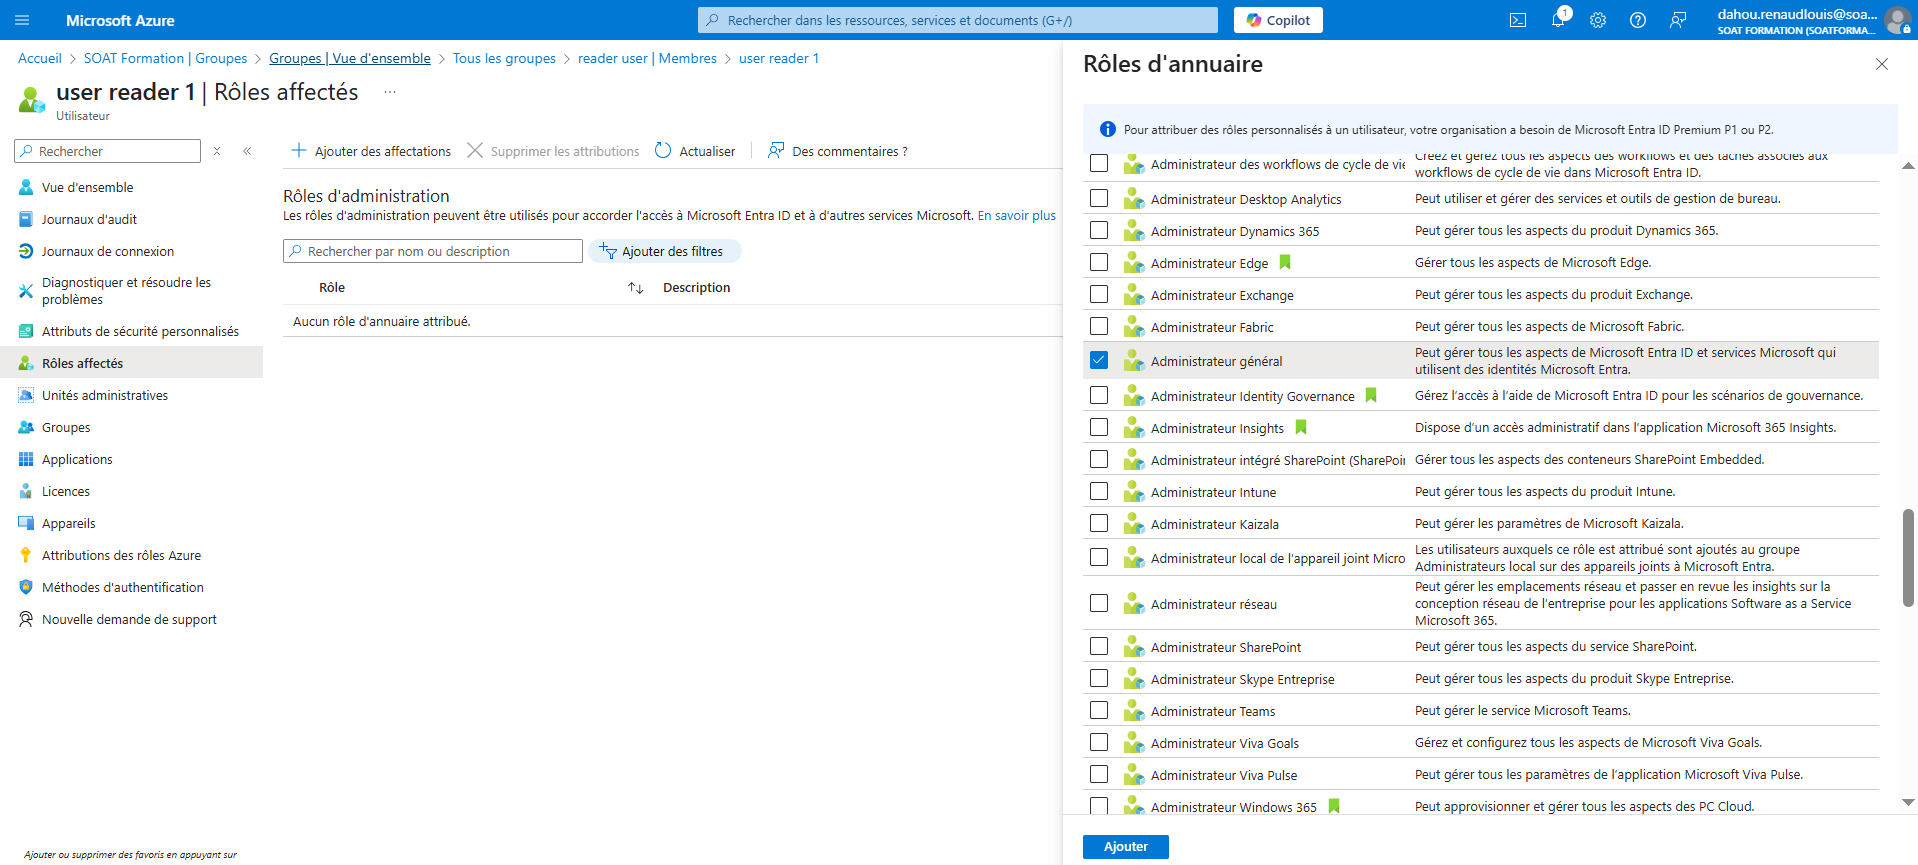 Microsoft Azure
Rechercher dans les ressources, services et documents (G+/)
Copilot
1
dahou.renaudlouis@soa...
SOAT FORMATION (SOATFORMA...
Accueil > SOAT Formation | Groupes > Groupes | Vue d'ensemble > Tous les groupes > reader user | Membres > user reader 1
user reader 1 | Rôles affectés ...
Utilisateur
Rechercher
Vue d'ensemble
Journaux d'audit
Journaux de connexion
Diagnostiquer et résoudre les
problèmes
Attributs de sécurité personnalisés
Rôles affectés
Unités administratives
Groupes
Applications
Licences
Appareils
Attributions des rôles Azure
Méthodes d'authentification
Nouvelle demande de support
Ajouter ou supprimer des favoris en appuyant sur
Ajouter des affectations
Supprimer les attributions
Actualiser
Des commentaires ?
Rôles d'administration
Les rôles d'administration peuvent être utilisés pour accorder l'accès à Microsoft Entra ID et à d'autres services Microsoft. En savoir plus
Rechercher par nom ou description
Ajouter des filtres
Rôle
Description
Aucun rôle d'annuaire attribué.
Rôles d'annuaire
Pour attribuer des rôles personnalisés à un utilisateur, votre organisation a besoin de Microsoft Entra ID Premium P1 ou P2.
Administrateur des workflows de cycle de vie
Créez et gérez tous les aspects des workflows et des tâches associés aux
workflows de cycle de vie dans Microsoft Entra ID.
Administrateur Desktop Analytics
Peut utiliser et gérer des services et outils de gestion de bureau.
Administrateur Dynamics 365
Peut gérer tous les aspects du produit Dynamics 365.
Administrateur Edge
Gérer tous les aspects de Microsoft Edge.
Administrateur Exchange
Peut gérer tous les aspects du produit Exchange.
Administrateur Fabric
Peut gérer tous les aspects de Microsoft Fabric.
Administrateur général
Peut gérer tous les aspects de Microsoft Entra ID et services Microsoft qui
utilisent des identités Microsoft Entra.
Administrateur Identity Governance
Gérez l'accès à l'aide de Microsoft Entra ID pour les scénarios de gouvernance.
Administrateur Insights
Dispose d'un accès administratif dans l'application Microsoft 365 Insights.
Administrateur intégré SharePoint (SharePoin
Gérer tous les aspects des conteneurs SharePoint Embedded.
Administrateur Intune
Peut gérer tous les aspects du produit Intune.
Administrateur Kaizala
Peut gérer les paramètres de Microsoft Kaizala.
Administrateur local de l'appareil joint Micro
Les utilisateurs auxquels ce rôle est attribué sont ajoutés au groupe
Administrateurs local sur des appareils joints à Microsoft Entra.
Administrateur réseau
Peut gérer les emplacements réseau et passer en revue les insights sur la
conception réseau de l'entreprise pour les applications Software as a Service
Microsoft 365.
Administrateur SharePoint
Peut gérer tous les aspects du service SharePoint.
Administrateur Skype Entreprise
Peut gérer tous les aspects du produit Skype Entreprise.
Administrateur Teams
Peut gérer le service Microsoft Teams.
Administrateur Viva Goals
Gérez et configurez tous les aspects de Microsoft Viva Goals.
Administrateur Viva Pulse
Peut gérer tous les paramètres de l'application Microsoft Viva Pulse.
Administrateur Windows 365
Peut approvisionner et gérer tous les aspects des PC Cloud.
Ajouter